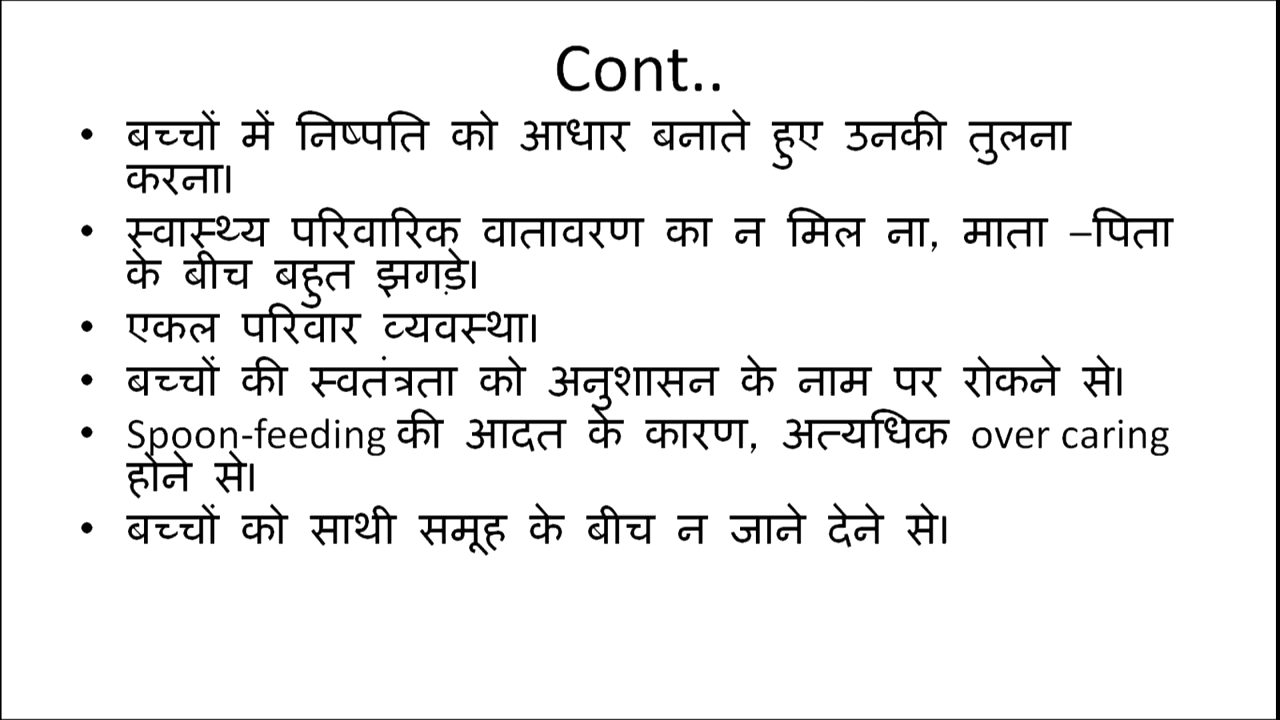 Cont..
• बच्चों में निष्पति को आधार बनाते हुए उनकी तुलना
करना।
• स्वास्थ्य परिवारिक वातावरण का न मिल ना, माता –पिता
के बीच बहुत झगड़े।
• एकल परिवार व्यवस्था।
• बच्चों की स्वतंत्रता को अनुशासन के नाम पर रोकने से।
• Spoon-feeding की आदत के कारण, अत्यधिक over caring
होने से।
• बच्चों को साथी समूह के बीच न जाने देने से।